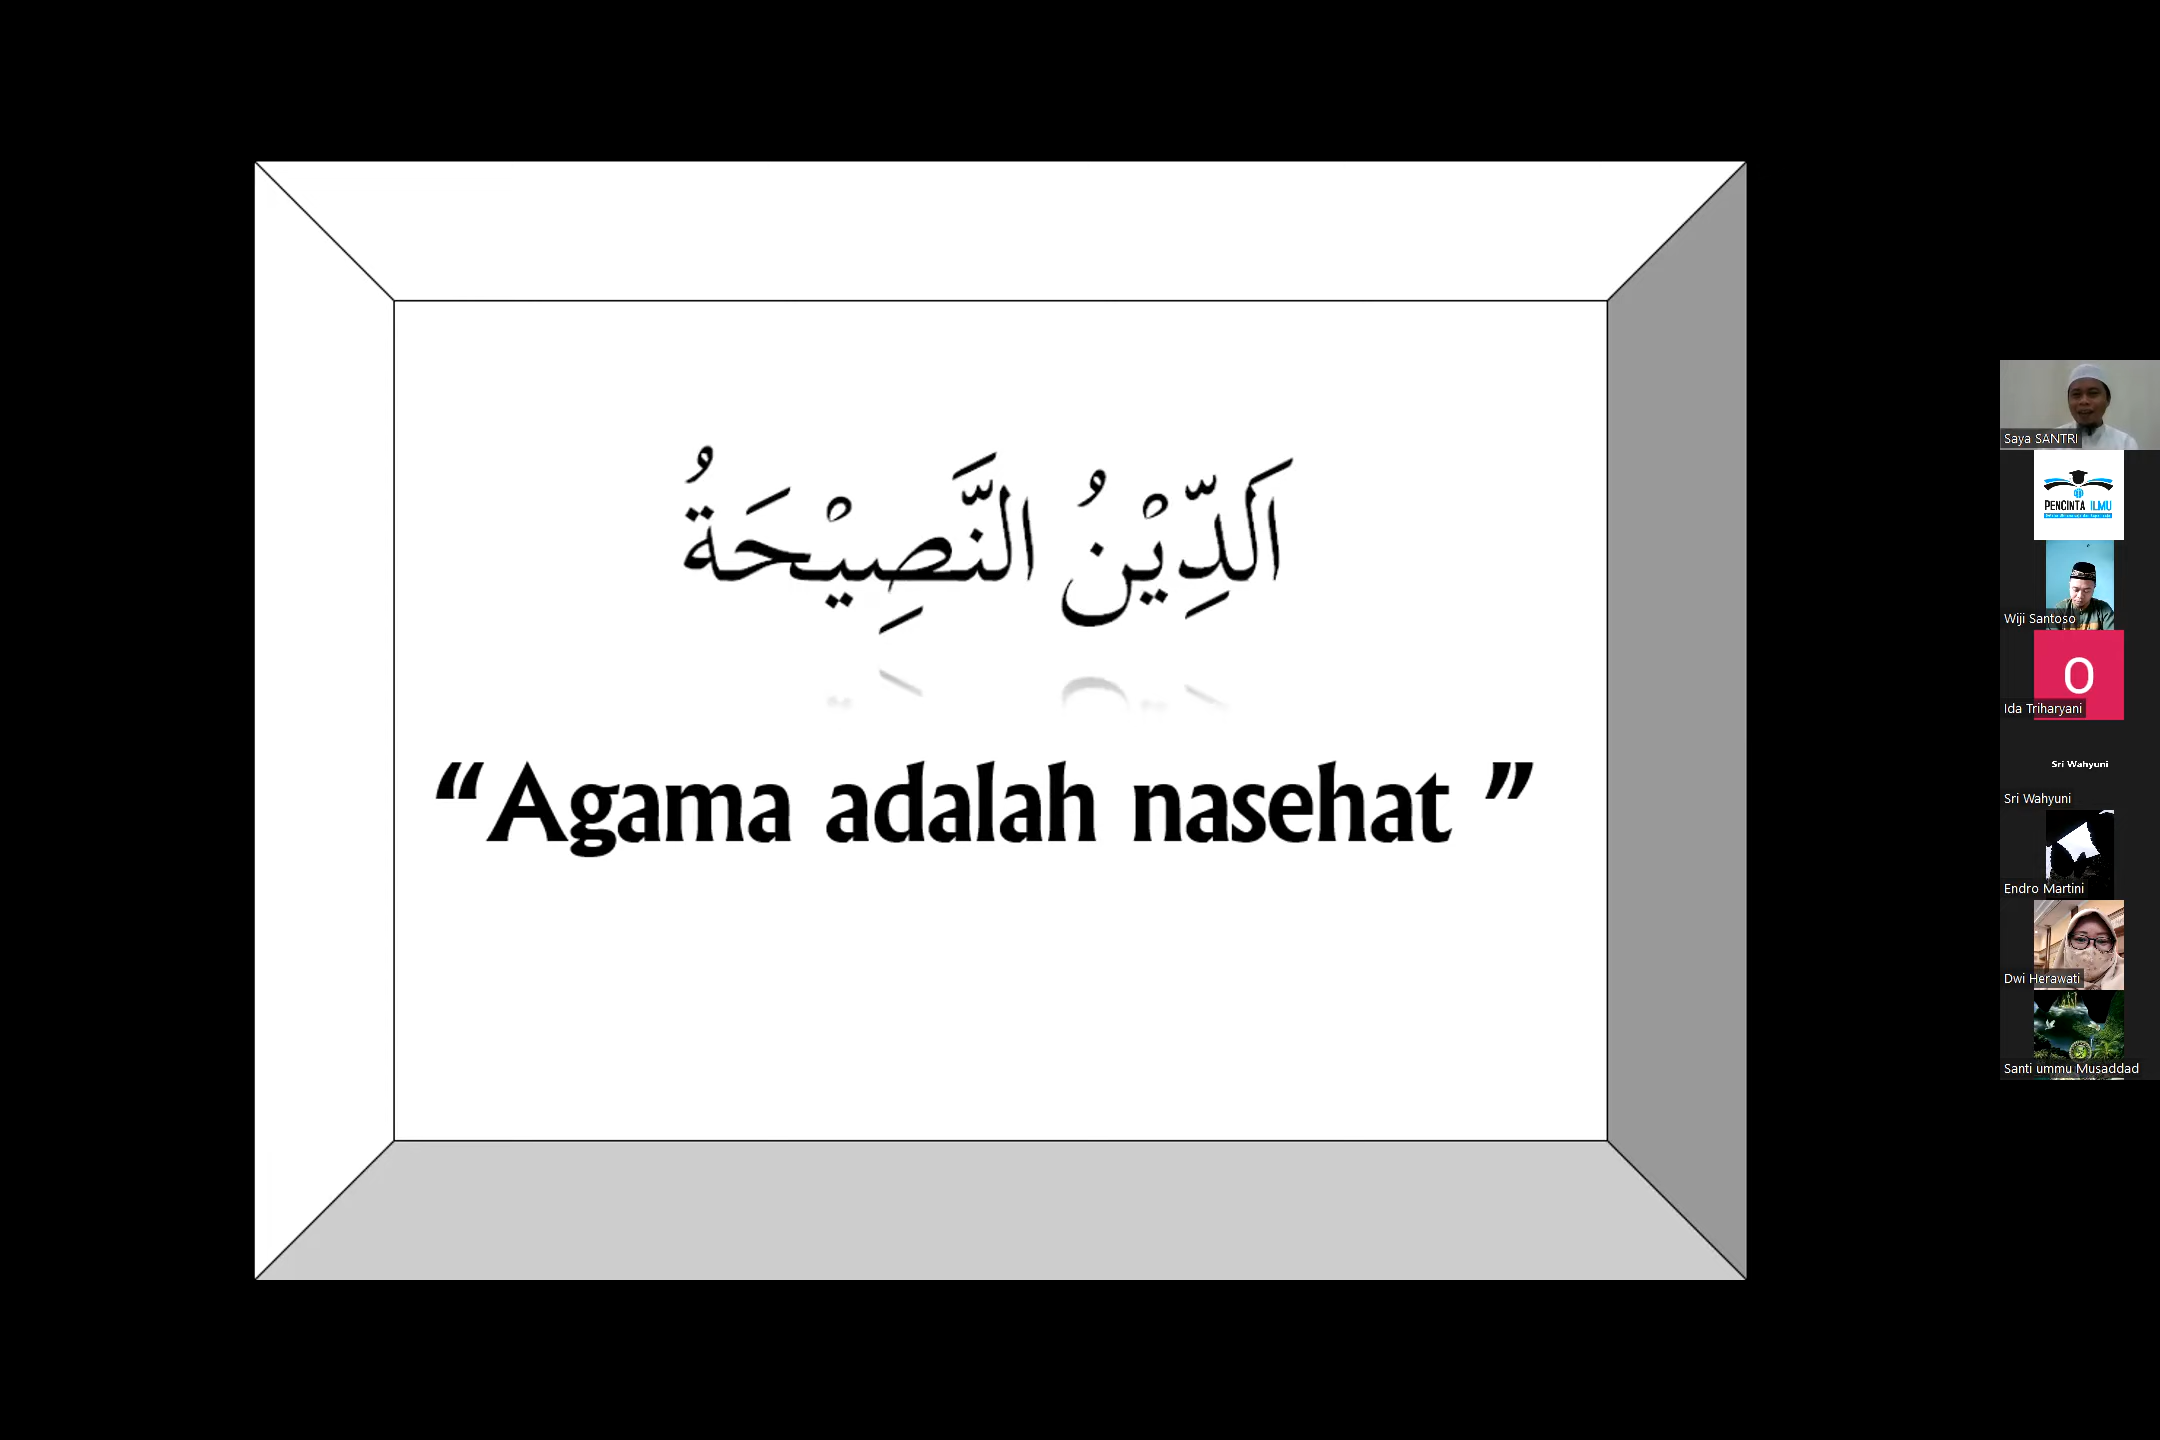 اَلدِّيْنُ النَّصِيْحَةُ
“Agama adalah nasehat ”
Saya SANTRI
PENCINTA ILMU
Wiji Santoso
O
Ida Triharyani
Sri Wahyuni
Sri Wahyuni
Endro Martini
Dwi Herawati
Santi ummu Musaddad